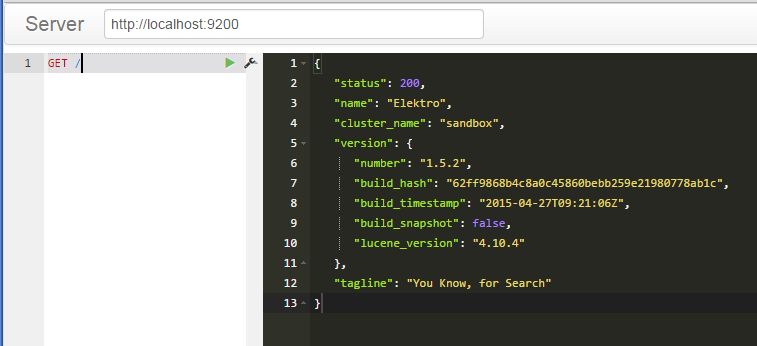 Server http://localhost:9200
1 GET /
1 {
2 "status": 200,
3 "name": "Elektro",
4 "cluster_name": "sandbox",
5 "version": {
6 "number": "1.5.2",
7 "build_hash": "62ff9868b4c8a0c45860bebb259e21980778ab1c",
8 "build_timestamp": "2015-04-27T09:21:06Z",
9 "build_snapshot": false,
10 "lucene_version": "4.10.4"
11 },
12 "tagline": "You Know, for Search"
13 }